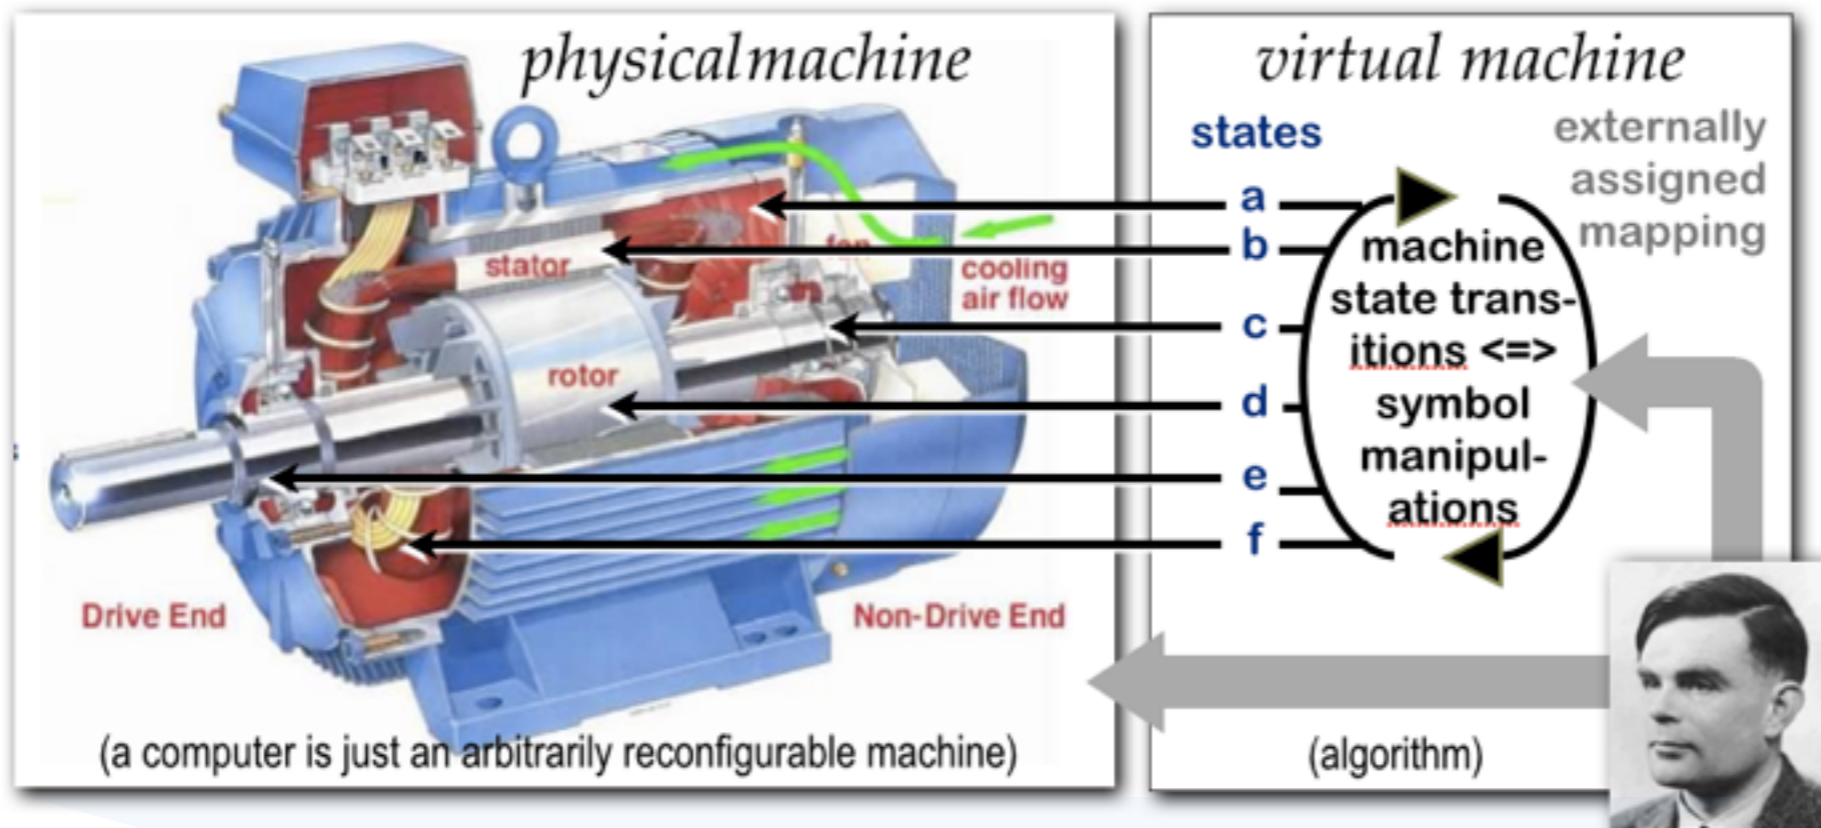 physicalmachine
stator
fan
cooling
air flow
rotor
Drive End
Non-Drive End
(a computer is just an arbitrarily reconfigurable machine)
virtual machine
states
externally
assigned
mapping
a
b
c
d
e
f
machine
state trans-
itions <=>
symbol
manipul-
ations
(algorithm)